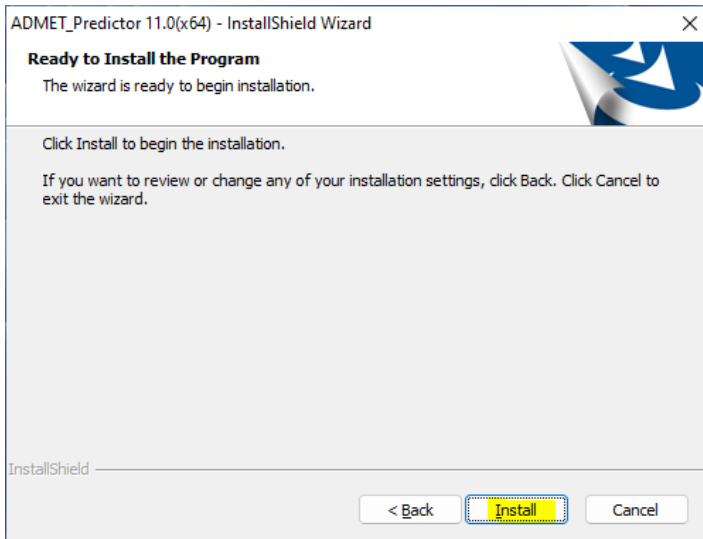 ADMET_Predictor 11.0(x64) - InstallShield Wizard
Ready to Install the Program
The wizard is ready to begin installation.
Click Install to begin the installation.
If you want to review or change any of your installation settings, click Back. Click Cancel to
exit the wizard.
InstallShield
< Back
Install
Cancel